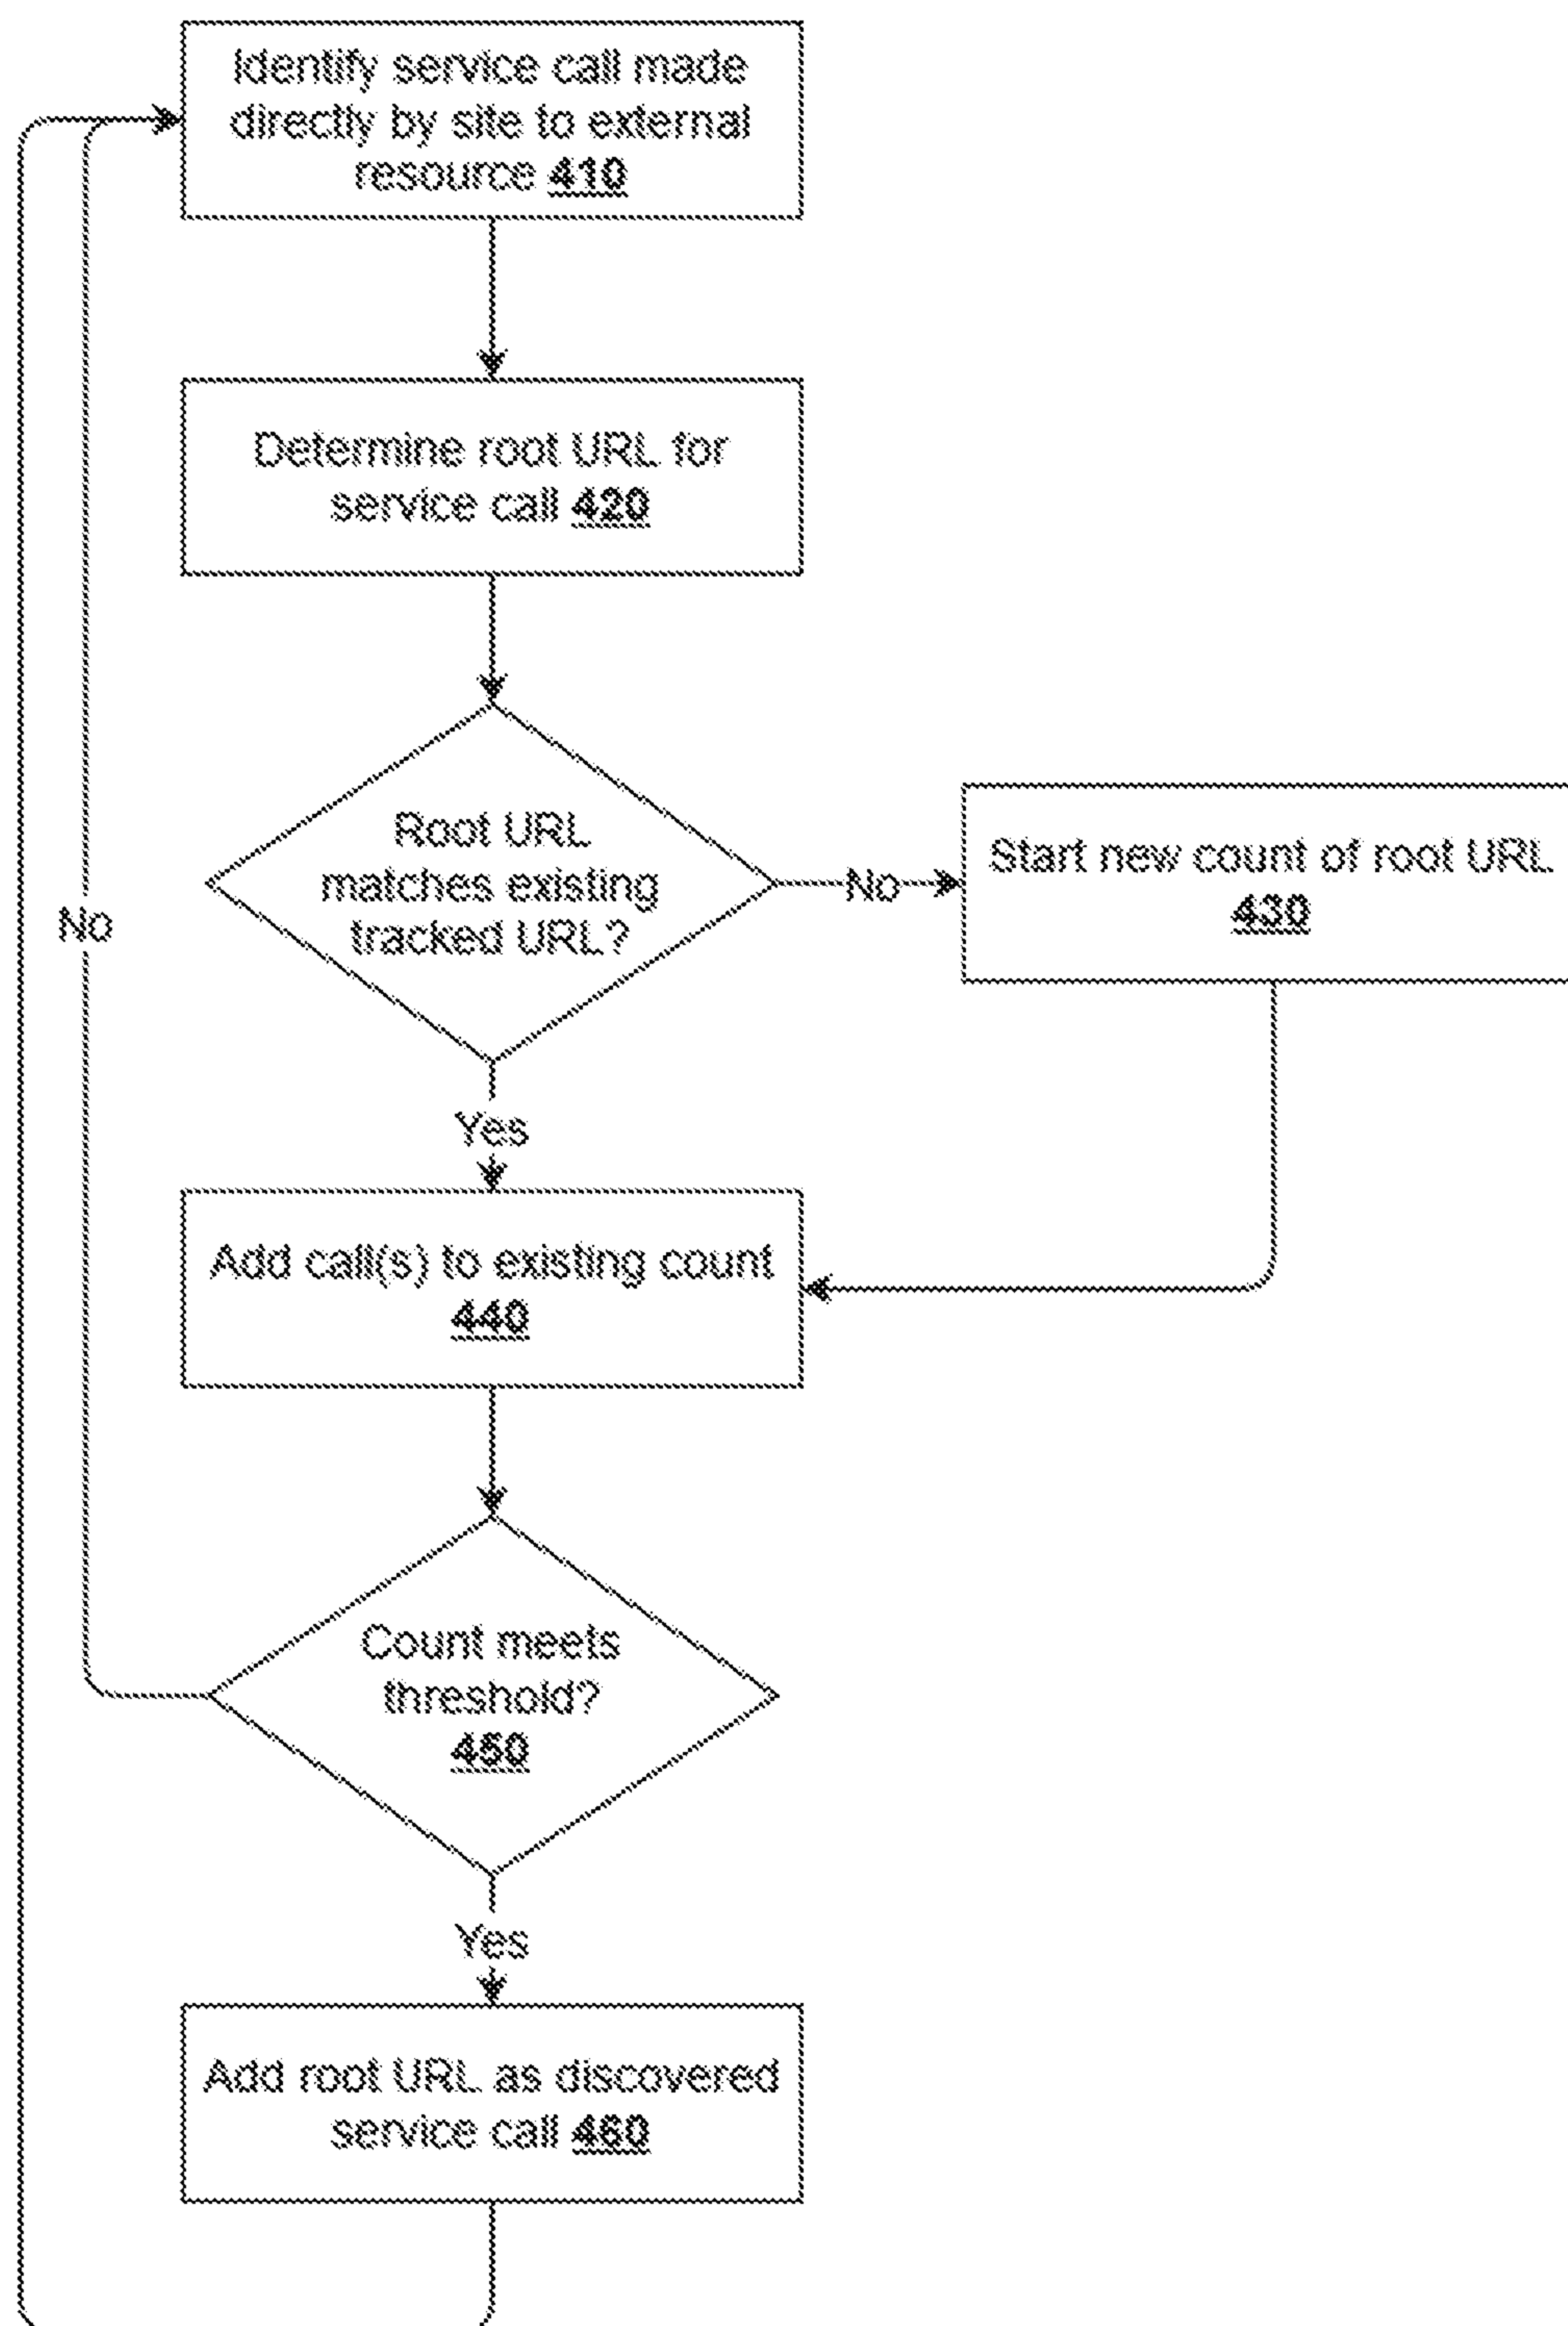 Identify service call made
directly by site to external
resource 410
Determine root URL for
service call 420
Root URL
matches existing
tracked URL?
No
Start new count of root URL
430
No
Yes
Add call(s) to existing count
440
Count meets
threshold?
450
Yes
Add root URL as discovered
service call 460